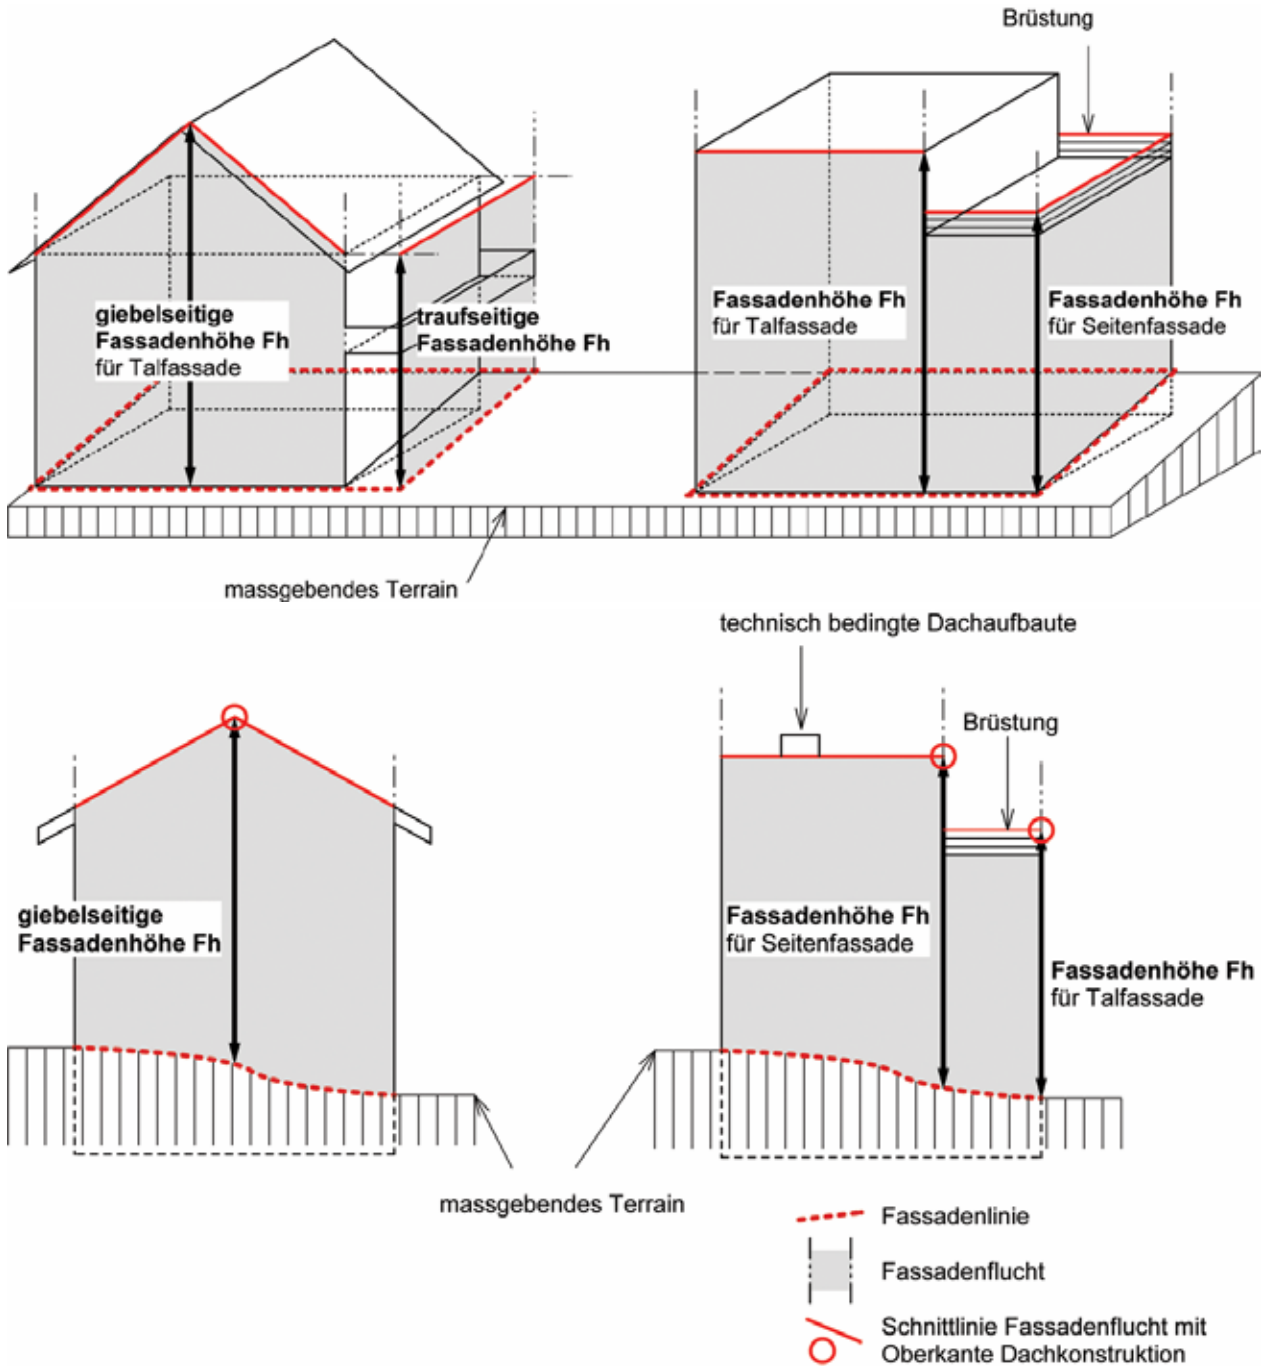 Brüstung
giebelseitige
Fassadenhöhe Fh
für Talfassade
traufseitige
Fassadenhöhe Fh
Fassadenhöhe Fh
für Talfassade
Fassadenhöhe Fh
für Seitenfassade
massgebendes Terrain
technisch bedingte Dachaufbaute
Brüstung
giebelseitige
Fassadenhöhe Fh
Fassadenhöhe Fh
für Seitenfassade
Fassadenhöhe Fh
für Talfassade
massgebendes Terrain
Fassadenlinie
Fassadenflucht
Schnittlinie Fassadenflucht mit
Oberkante Dachkonstruktion